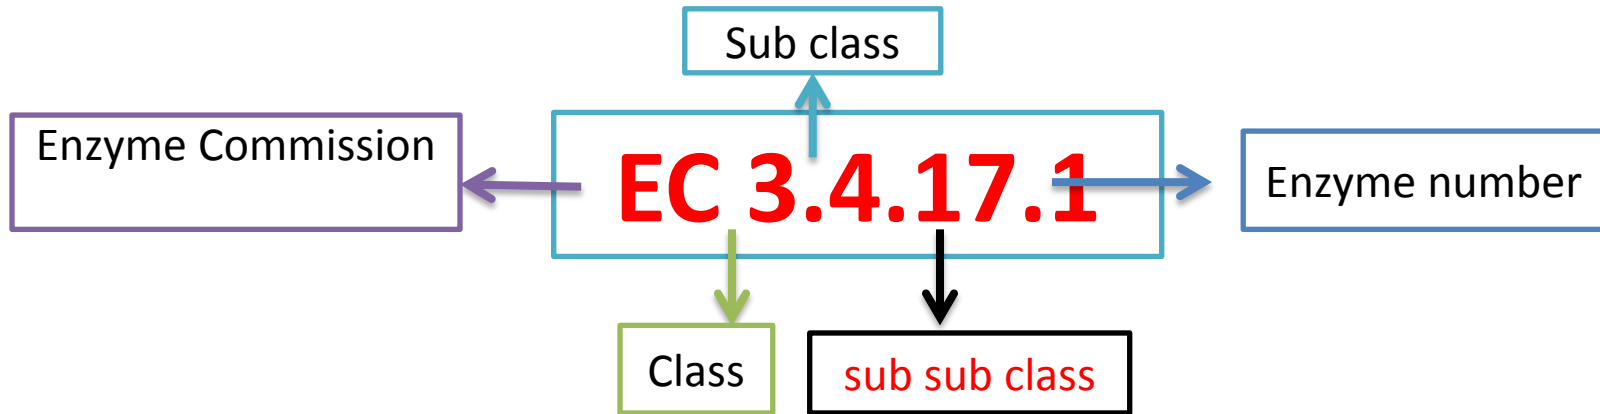 Sub class
Enzyme Commission
EC 3.4.17.1
Enzyme number
Class
sub sub class